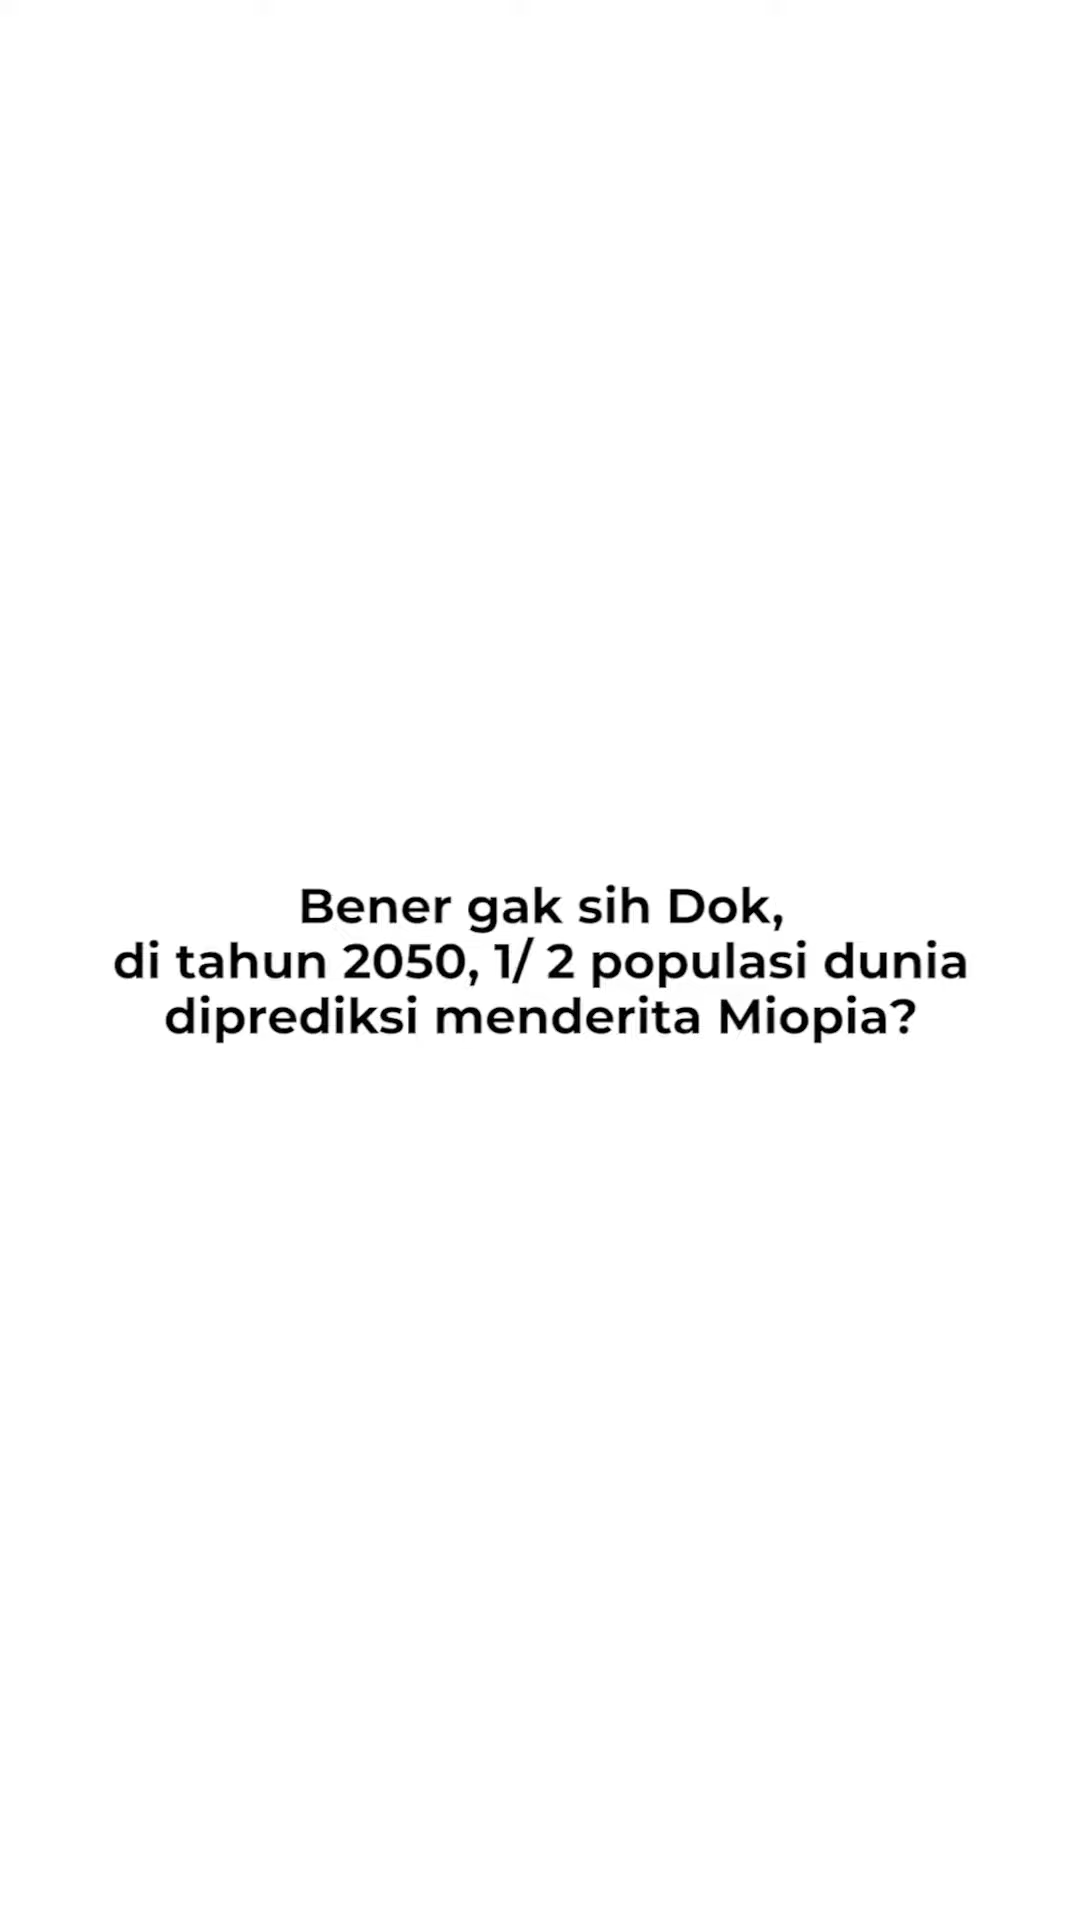 Bener gak sih Dok,
di tahun 2050, 1/ 2 populasi dunia
diprediksi menderita Miopia?